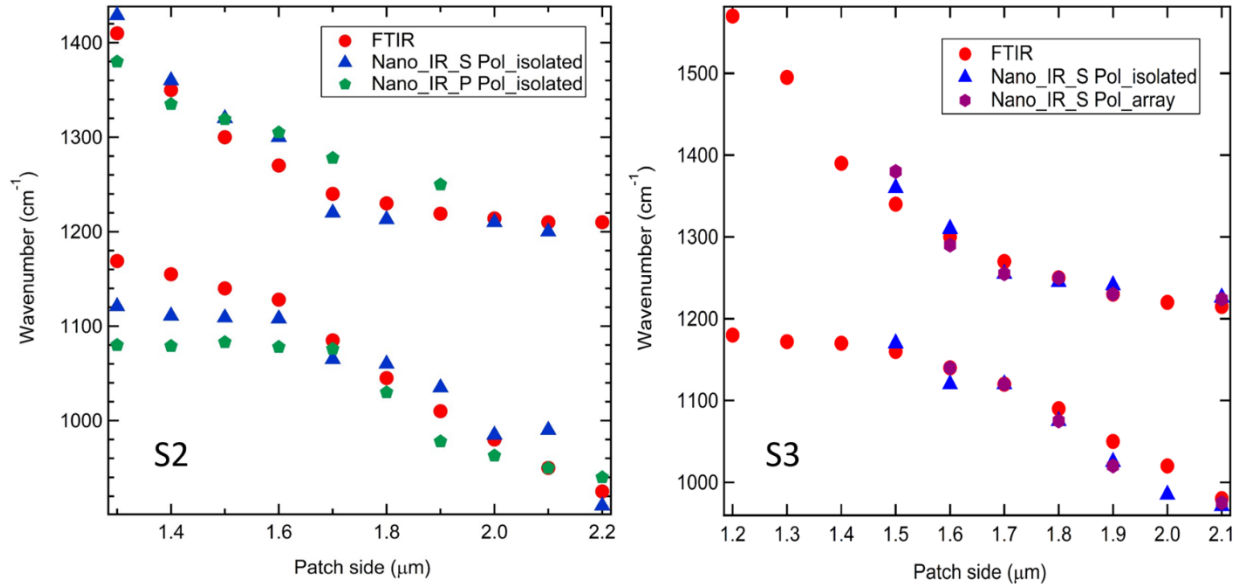 1400
1300
1200
1100
1000
Wavenumber (cm⁻¹)
FTIR
Nano_IR_S Pol_isolated
Nano_IR_P Pol_isolated
S2
1.4 1.6 1.8 2.0 2.2
Patch side (μm)
1500
1400
1300
1200
1100
1000
Wavenumber (cm⁻¹)
FTIR
Nano_IR_S Pol_isolated
Nano_IR_S Pol_array
S3
1.2 1.3 1.4 1.5 1.6 1.7 1.8 1.9 2.0 2.1
Patch side (μm)